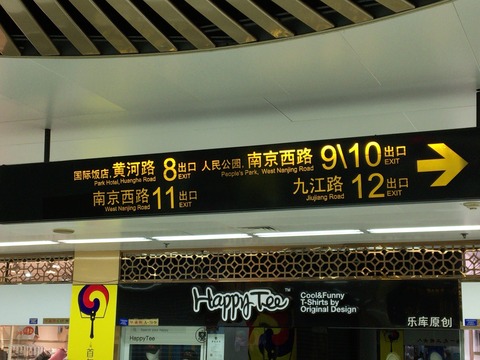 国际饭店,黄河路 8 出口 EXIT 人民公园,南京西路 9\10 出口 EXIT
Park Hotel, Huanghe Road People's Park, West Nanjing Road
南京西路 11 出口 EXIT 九江路 12 出口 EXIT
West Nanjing Road Jiujiang Road
HappyTee™
Cool&Funny
T-Shirts by
Original Design
乐库原创
HappyTee
百